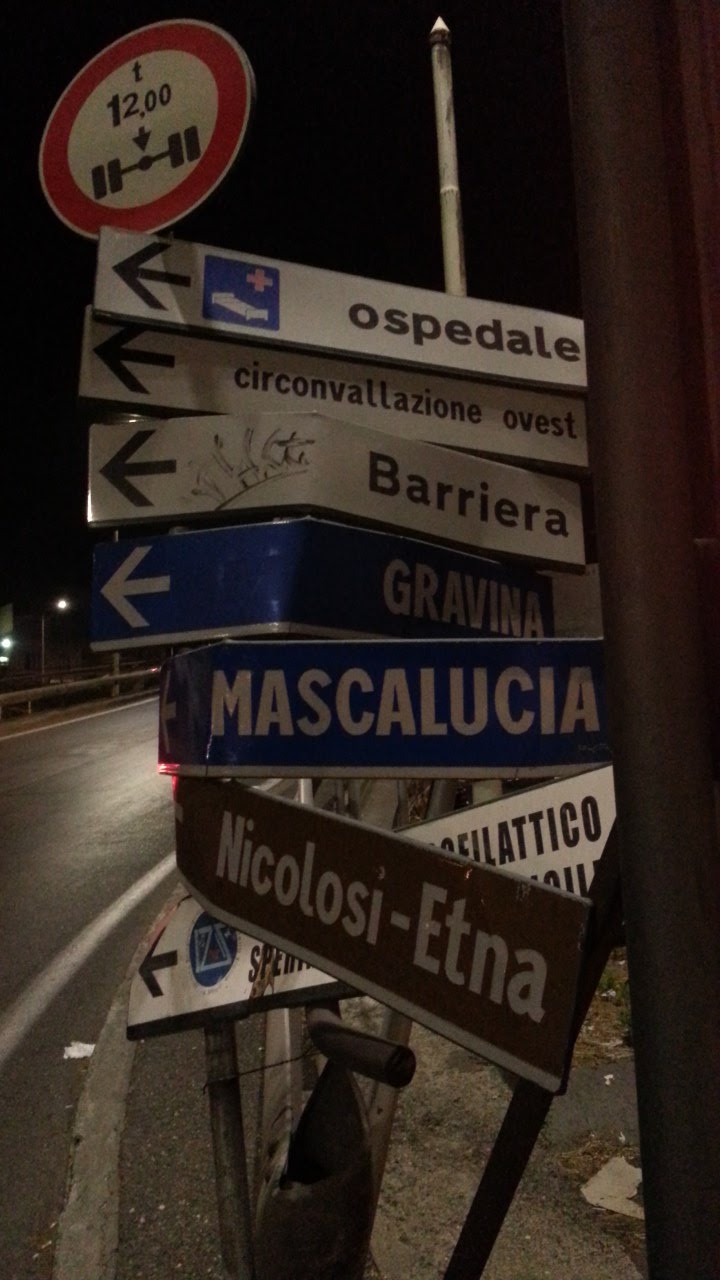 t
12,00
ospedale
circonvallazione ovest
Barriera
GRAVINA
MASCALUCIA
Nicolosi-Etna